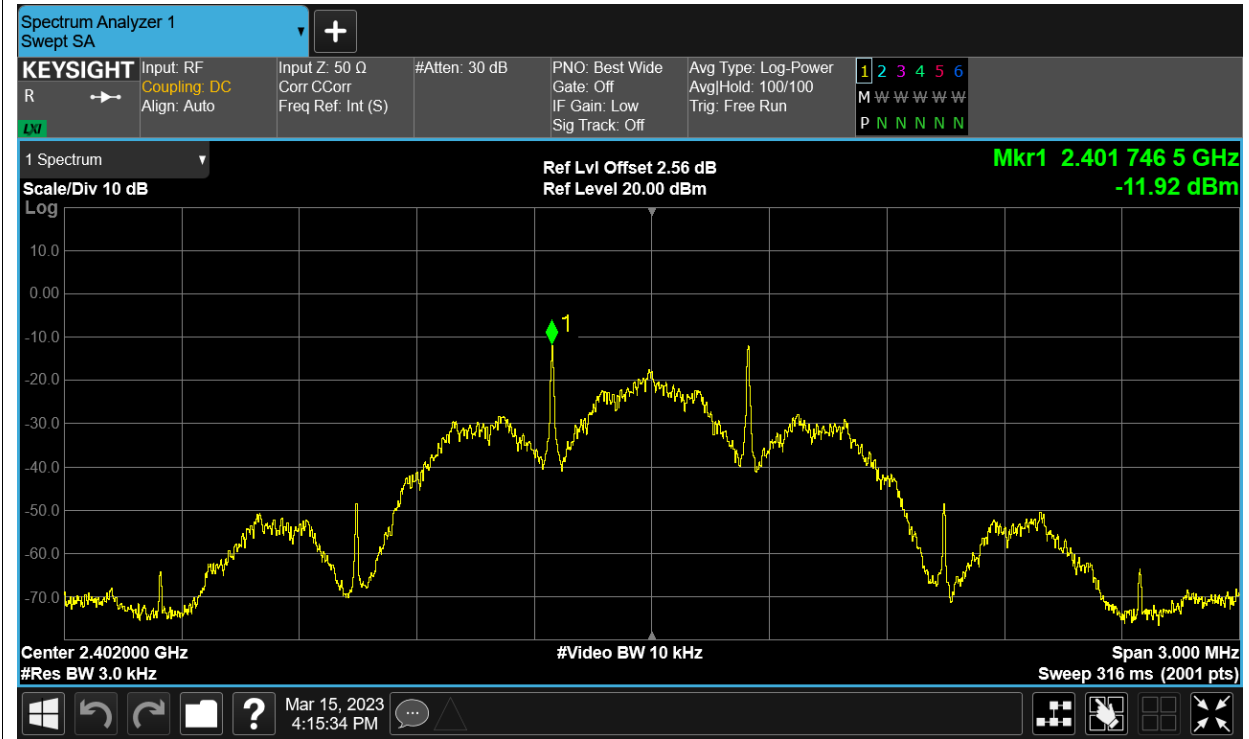 Spectrum Analyzer 1
Swept SA
+
KEYSIGHT
R
LXI
Input: RF
Coupling: DC
Align: Auto
Input Z: 50 Ω
Corr CCorr
Freq Ref: Int (S)
#Atten: 30 dB
PNO: Best Wide
Gate: Off
IF Gain: Low
Sig Track: Off
Avg Type: Log-Power
Avg|Hold: 100/100
Trig: Free Run
1 2 3 4 5 6
M W W W W W W
P N N N N N N
1 Spectrum
Scale/Div 10 dB
Ref Lvl Offset 2.56 dB
Ref Level 20.00 dBm
Mkr1 2.401 746 5 GHz
-11.92 dBm
Log
10.0
0.00
-10.0
-20.0
-30.0
-40.0
-50.0
-60.0
-70.0
1
Center 2.402000 GHz
#Video BW 10 kHz
Span 3.000 MHz
#Res BW 3.0 kHz
Sweep 316 ms (2001 pts)
?
Mar 15, 2023
4:15:34 PM